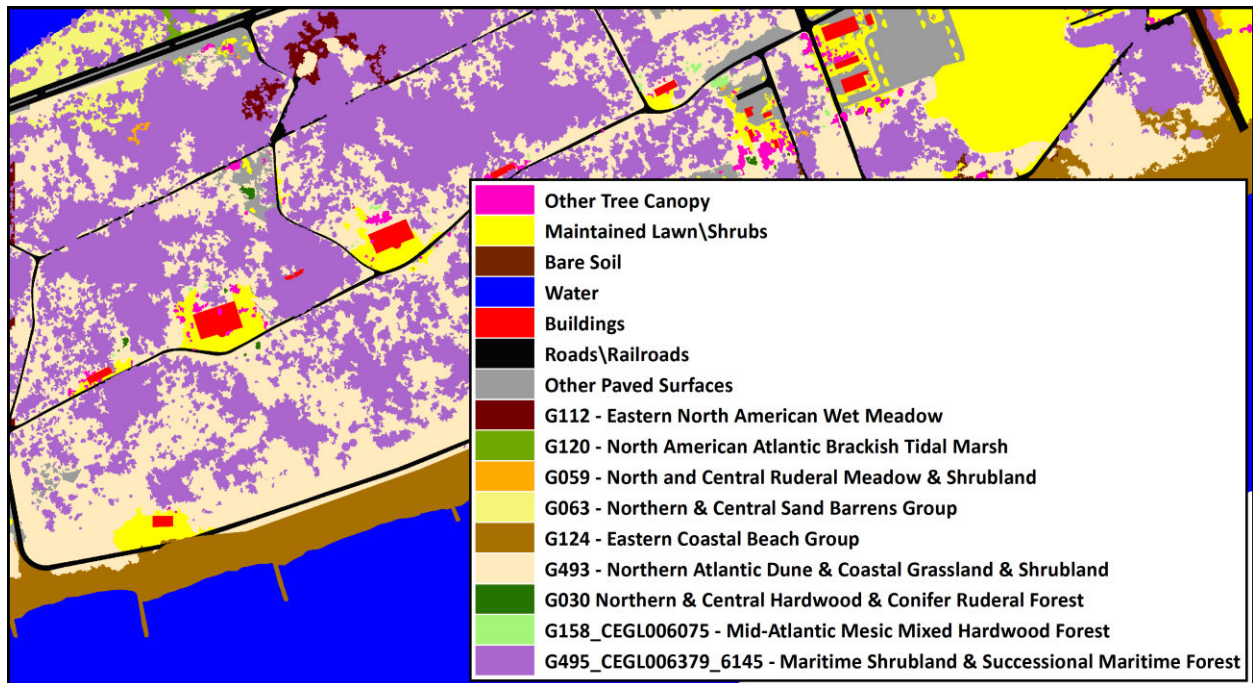 Other Tree Canopy
Maintained Lawn\Shrubs
Bare Soil
Water
Buildings
Roads\Railroads
Other Paved Surfaces
G112 - Eastern North American Wet Meadow
G120 - North American Atlantic Brackish Tidal Marsh
G059 - North and Central Ruderal Meadow & Shrubland
G063 - Northern & Central Sand Barrens Group
G124 - Eastern Coastal Beach Group
G493 - Northern Atlantic Dune & Coastal Grassland & Shrubland
G030 Northern & Central Hardwood & Conifer Ruderal Forest
G158_CEGL006075 - Mid-Atlantic Mesic Mixed Hardwood Forest
G495_CEGL006379_6145 - Maritime Shrubland & Successional Maritime Forest